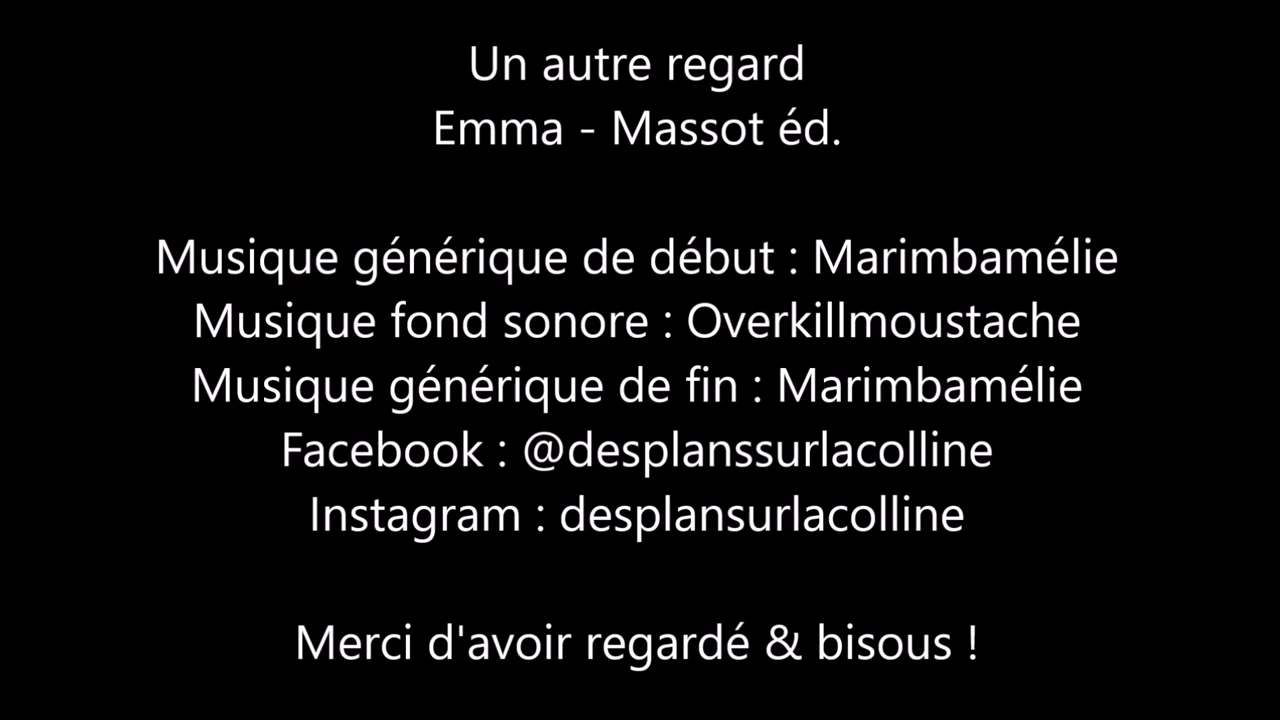 Un autre regard
Emma - Massot éd.
Musique générique de début : Marimbamélie
Musique fond sonore : Overkillmoustache
Musique générique de fin : Marimbamélie
Facebook : @desplanssurlacolline
Instagram : desplansurlacolline
Merci d'avoir regardé & bisous !